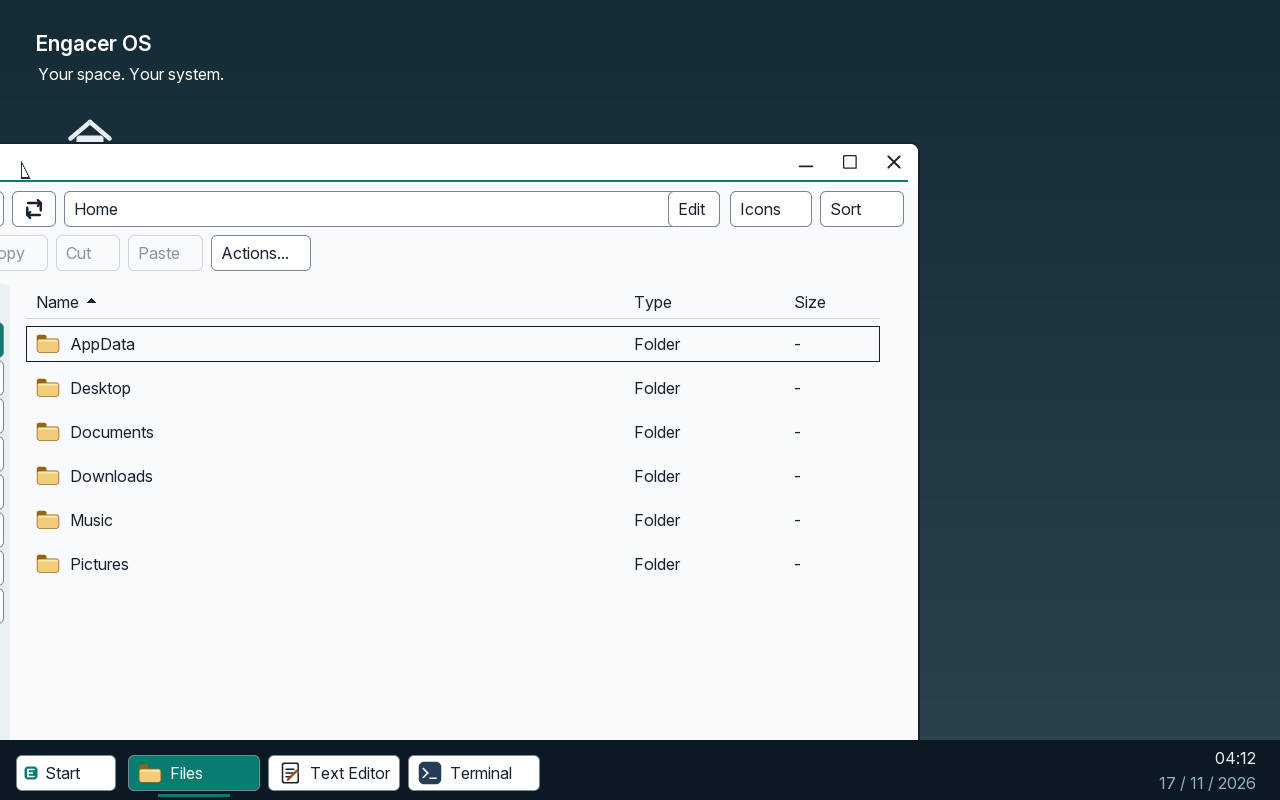 Engacer OS
Your space. Your system.
Home Edit Icons Sort
opy Cut Paste Actions...
Name Type Size
AppData Folder -
Desktop Folder -
Documents Folder -
Downloads Folder -
Music Folder -
Pictures Folder -
Start Files Text Editor Terminal
04:12
17 / 11 / 2026